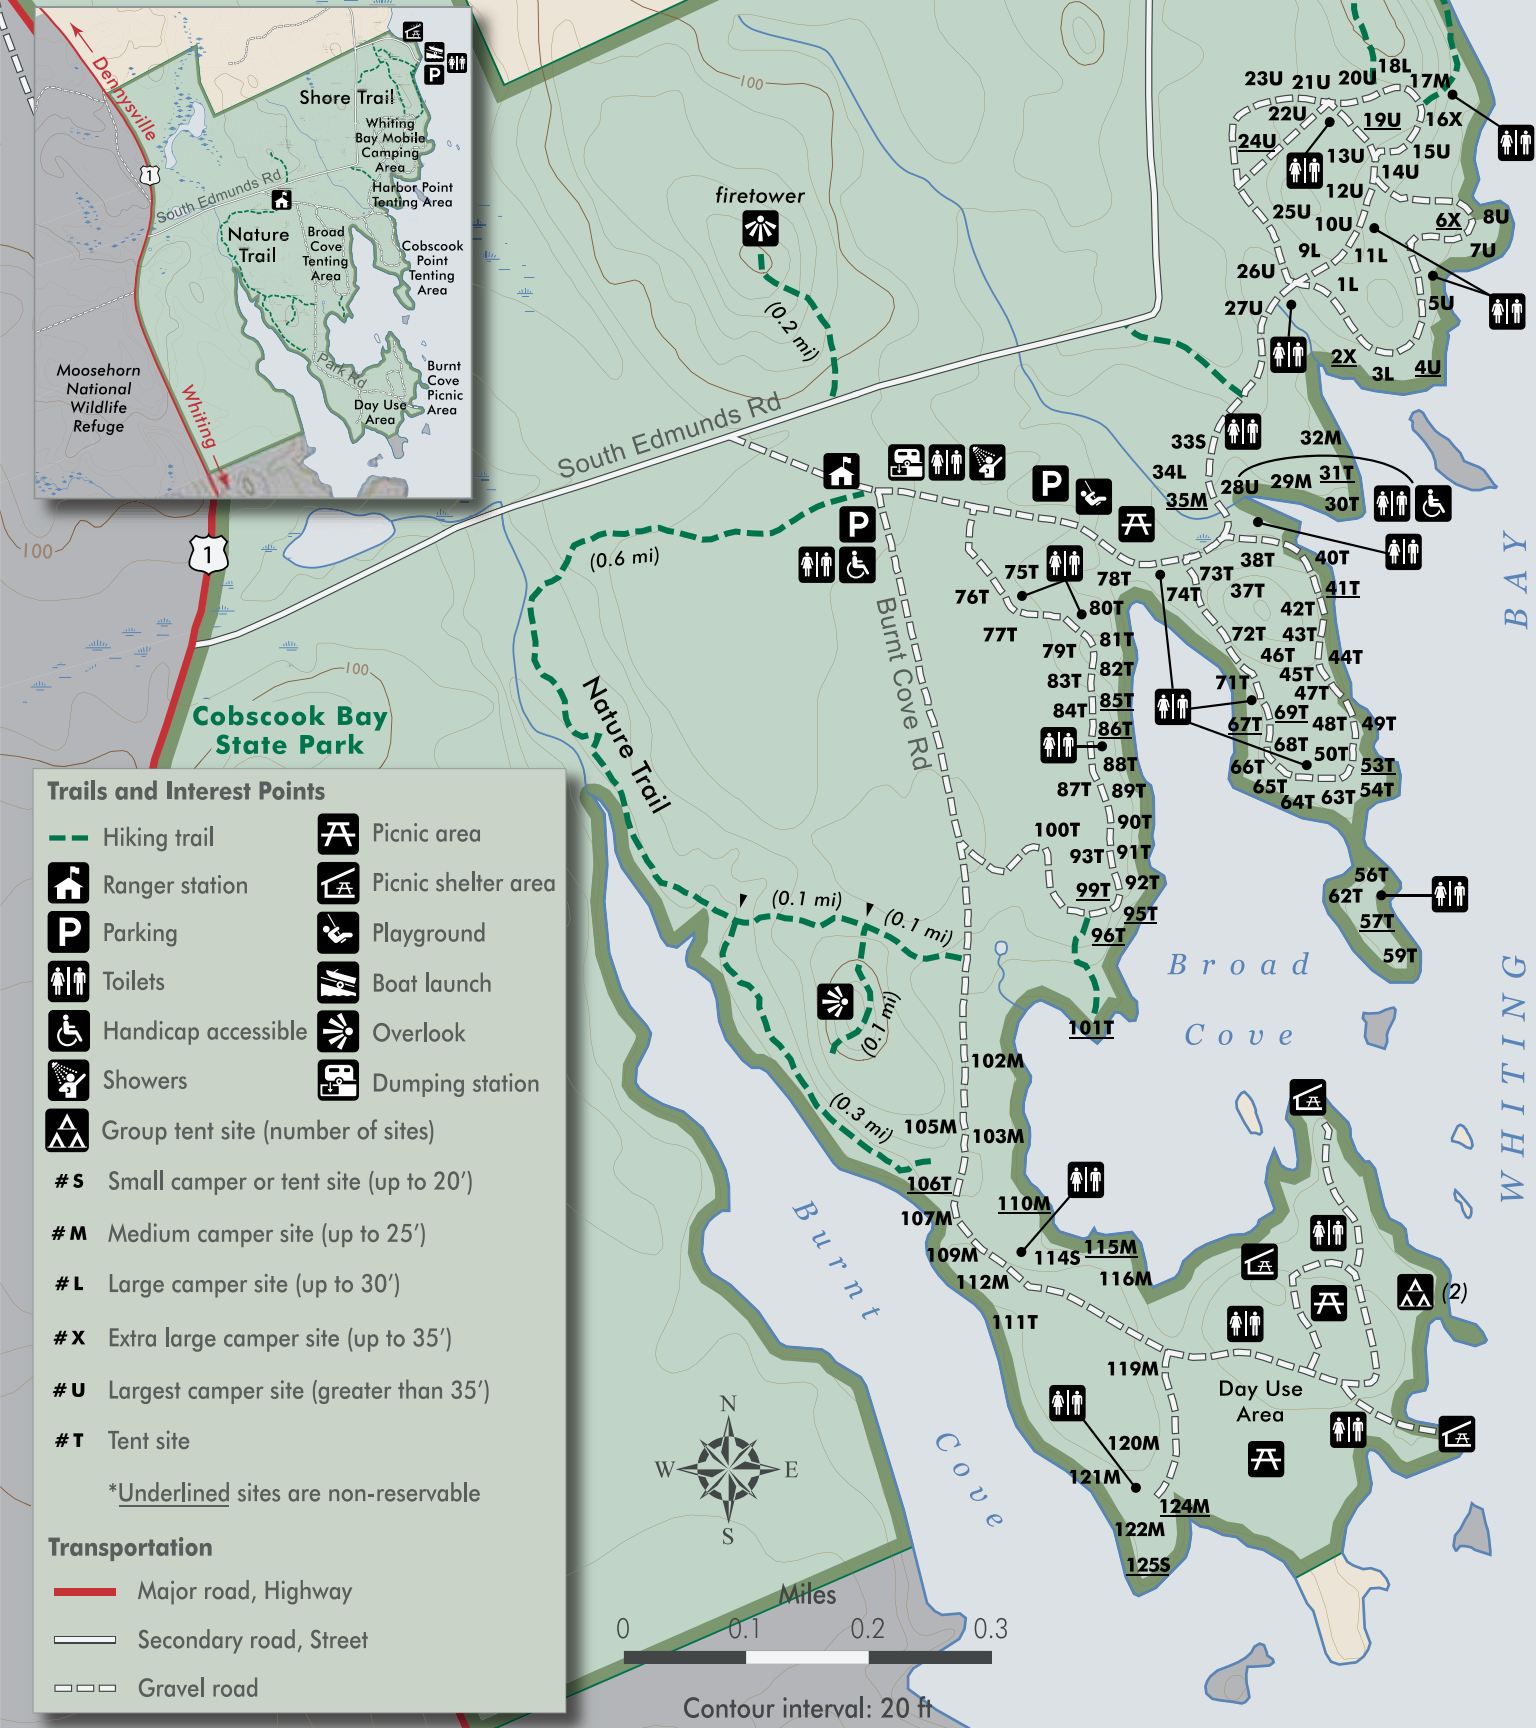 Dennysville
1
Shore Trail
Whiting
Bay Mobile
Camping
Area
South Edmunds Rd
Harbor Point
Tenting Area
Nature
Trail
Broad
Cove
Tenting
Area
Cobscook
Point
Tenting
Area
Park Rd
Burnt
Cove
Picnic
Area
Day Use
Area
Moosehorn
National
Wildlife
Refuge
Whiting
P
100
firetower
(0.2 mi)
South Edmunds Rd
1
100
100
(0.6 mi)
Nature Trail
Burnt Cove Rd
P
P
Cobscook Bay
State Park
(0.1 mi)
(0.1 mi)
(0.1 mi)
(0.3 mi)
23U
21U
20U
18L
17M
22U
19U
16X
24U
13U
15U
14U
12U
25U
10U
6X
8U
9L
11L
7U
26U
1L
27U
5U
2X
3L
4U
33S
32M
34L
31T
35M
28U
29M
30T
38T
40T
73T
37T
41T
74T
42T
72T
43T
46T
44T
45T
71T
47T
69T
67T
48T
49T
68T
50T
66T
53T
65T
64T
63T
54T
56T
62T
57T
59T
75T
78T
76T
80T
77T
81T
79T
82T
83T
85T
84T
86T
88T
87T
89T
100T
90T
93T
91T
99T
92T
95T
96T
101T
102M
105M
103M
106T
110M
107M
109M
114S
115M
112M
116M
111T
119M
120M
121M
124M
122M
125S
(2)
Day Use
Area
Broad
Cove
WHITING BAY
Burnt
Cove
Trails and Interest Points
Hiking trail
Picnic area
Ranger station
Picnic shelter area
P
Parking
Playground
Toilets
Boat launch
Handicap accessible
Overlook
Showers
Dumping station
Group tent site (number of sites)
#S Small camper or tent site (up to 20′)
#M Medium camper site (up to 25′)
#L Large camper site (up to 30′)
#X Extra large camper site (up to 35′)
#U Largest camper site (greater than 35′)
#T Tent site
*Underlined sites are non-reservable
Transportation
Major road, Highway
Secondary road, Street
Gravel road
N
W E
S
Miles
0 0.1 0.2 0.3
Contour interval: 20 ft